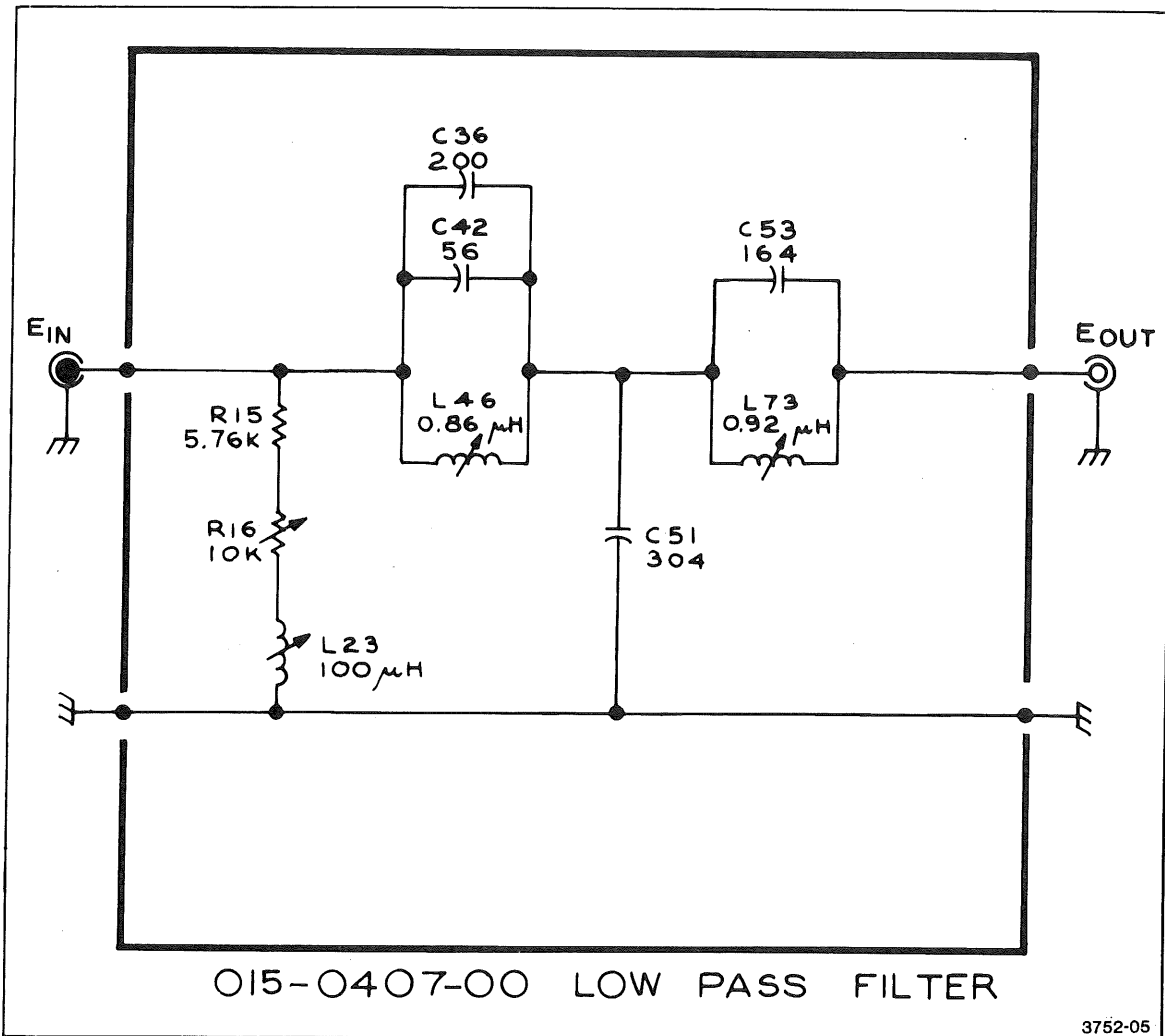 C36
200
C42
56
C53
164
EIN
EOUT
L46
0.86 μH
L73
0.92 μH
R15
5.76K
R16
10K
C51
304
L23
100 μH
015-0407-00 LOW PASS FILTER
3752-05